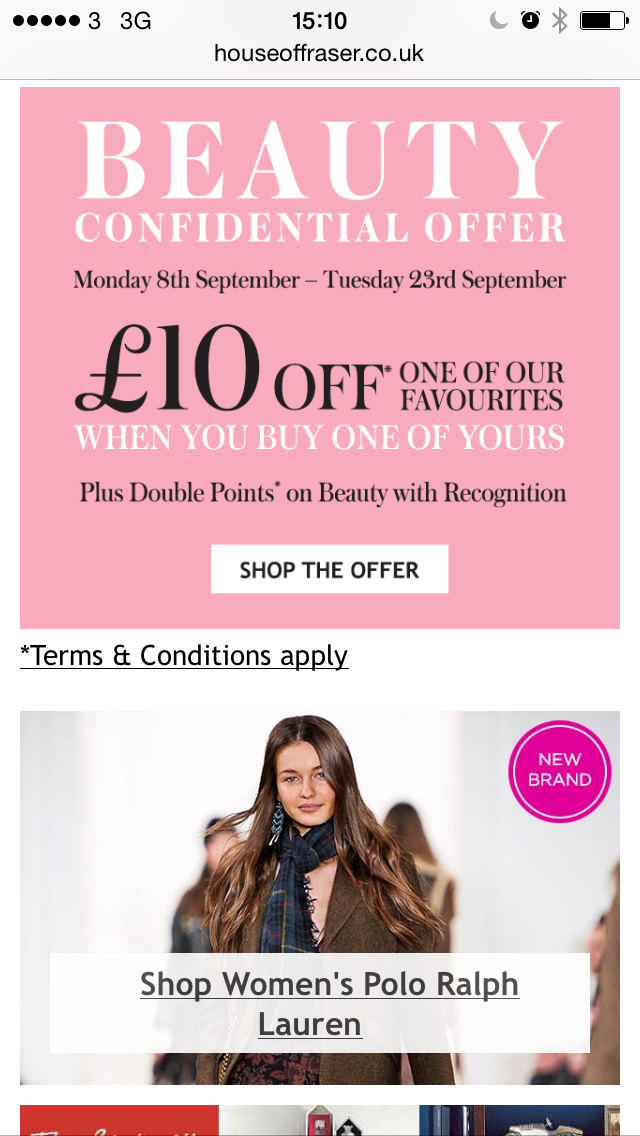 3 3G 15:10
houseoffraser.co.uk
BEAUTY
CONFIDENTIAL OFFER
Monday 8th September – Tuesday 23rd September
£10 OFF* ONE OF OUR
FAVOURITES
WHEN YOU BUY ONE OF YOURS
Plus Double Points* on Beauty with Recognition
SHOP THE OFFER
*Terms & Conditions apply
NEW
BRAND
Shop Women's Polo Ralph
Lauren